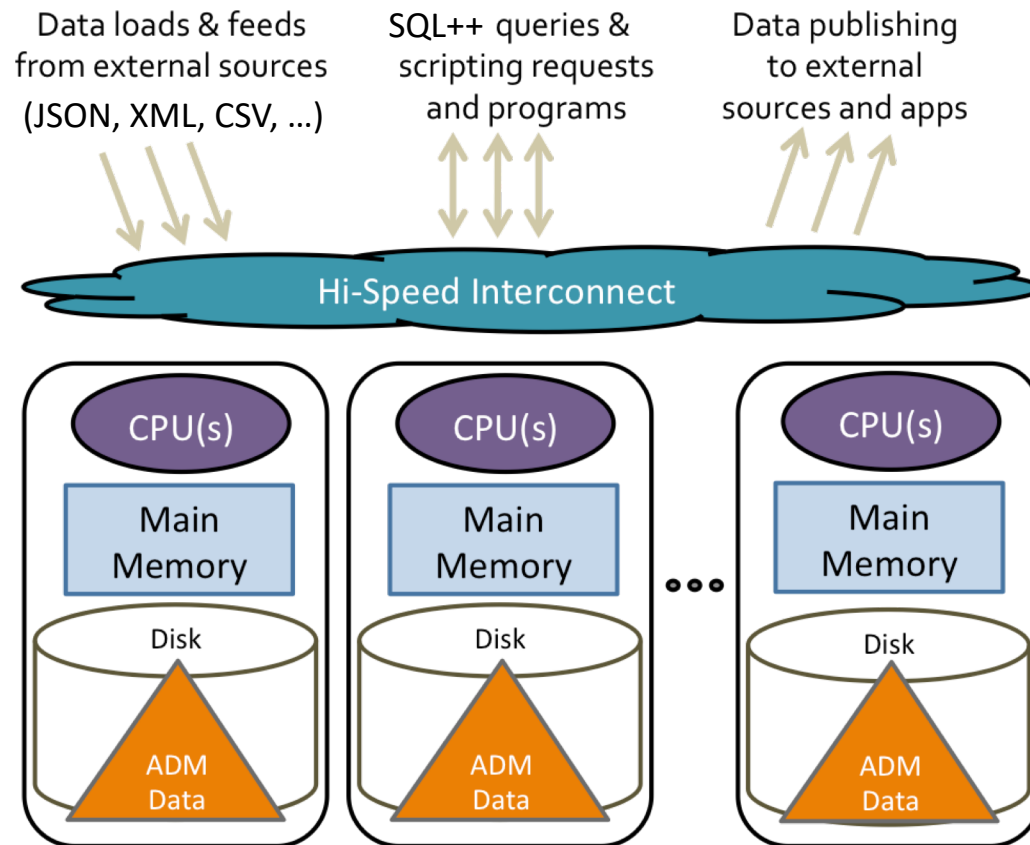 Data loads & feeds
from external sources
(JSON, XML, CSV, …)
SQL++ queries &
scripting requests
and programs
Data publishing
to external
sources and apps
Hi-Speed Interconnect
CPU(s)
Main
Memory
Disk
ADM
Data
CPU(s)
Main
Memory
Disk
ADM
Data
CPU(s)
Main
Memory
Disk
ADM
Data